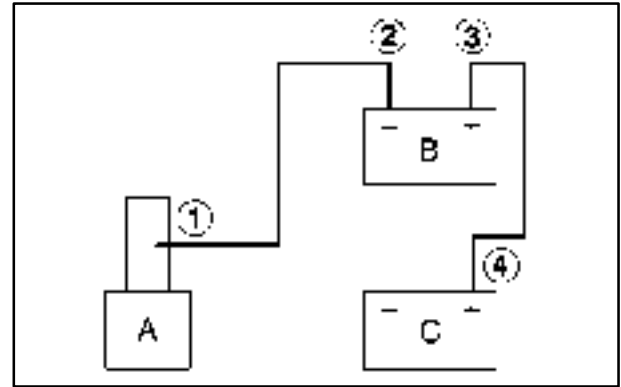 ② ③
− +
B
①
④
− +
A C